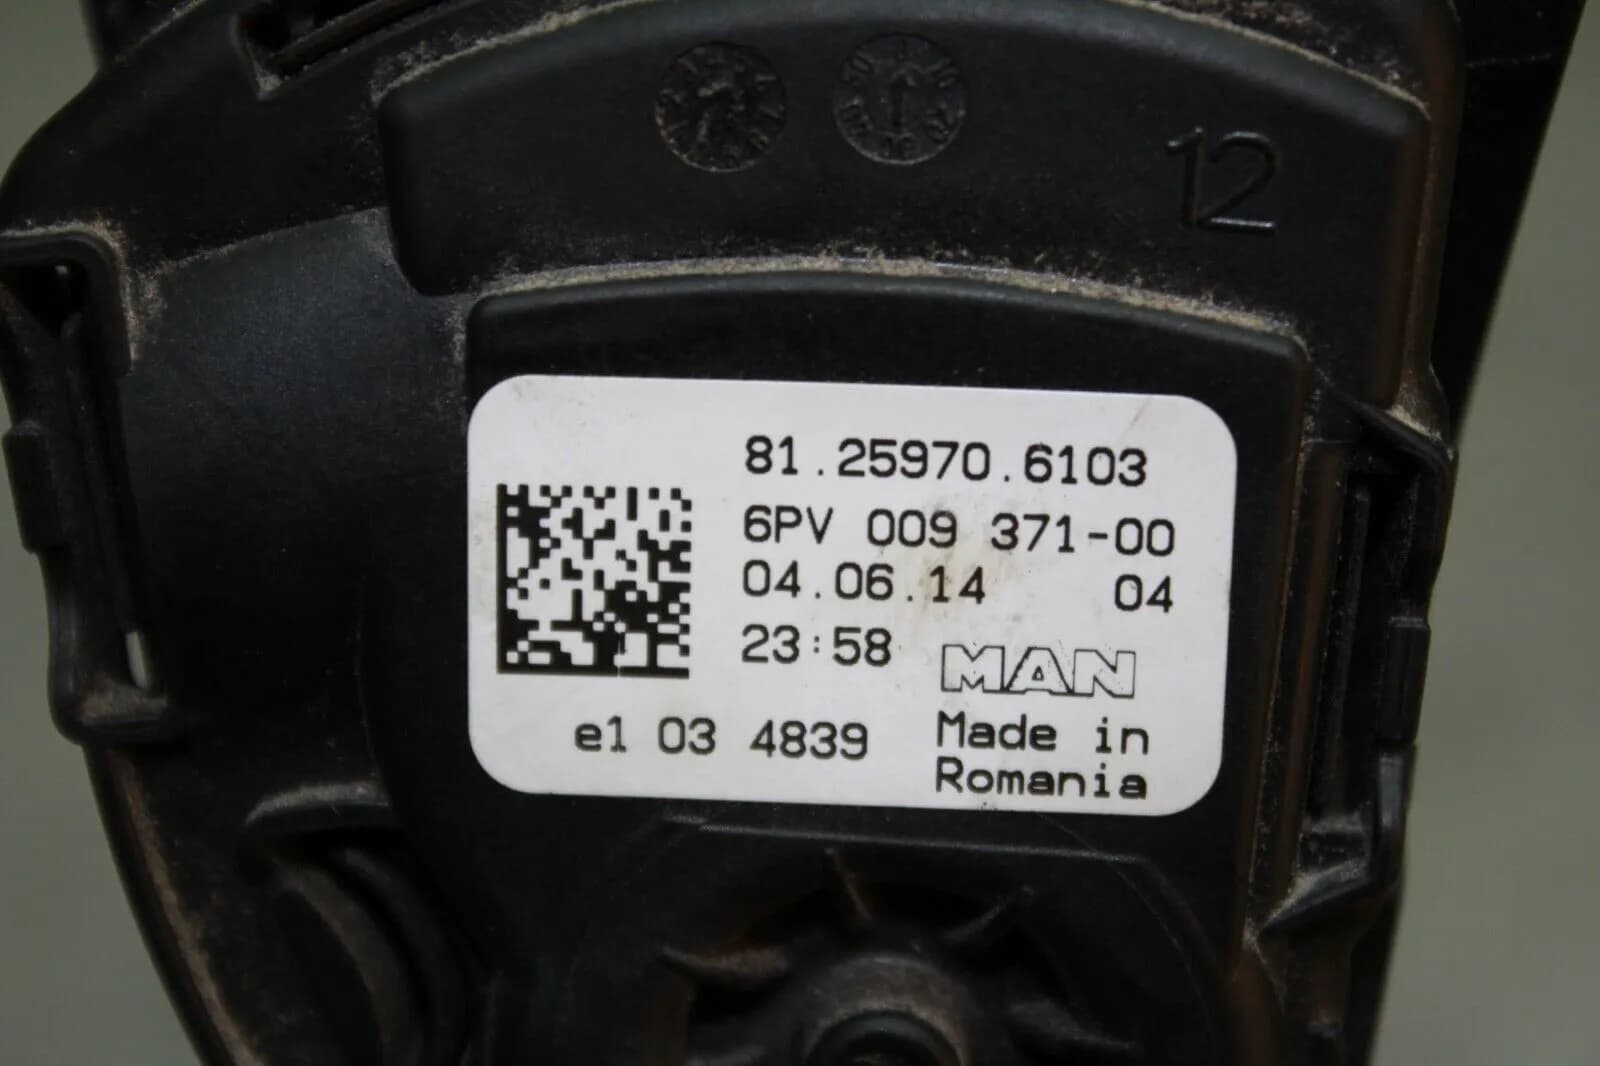 12
81.25970.6103
6PV 009 371-00
04.06.14 04
23:58 MAN
e1 03 4839 Made in
Romania